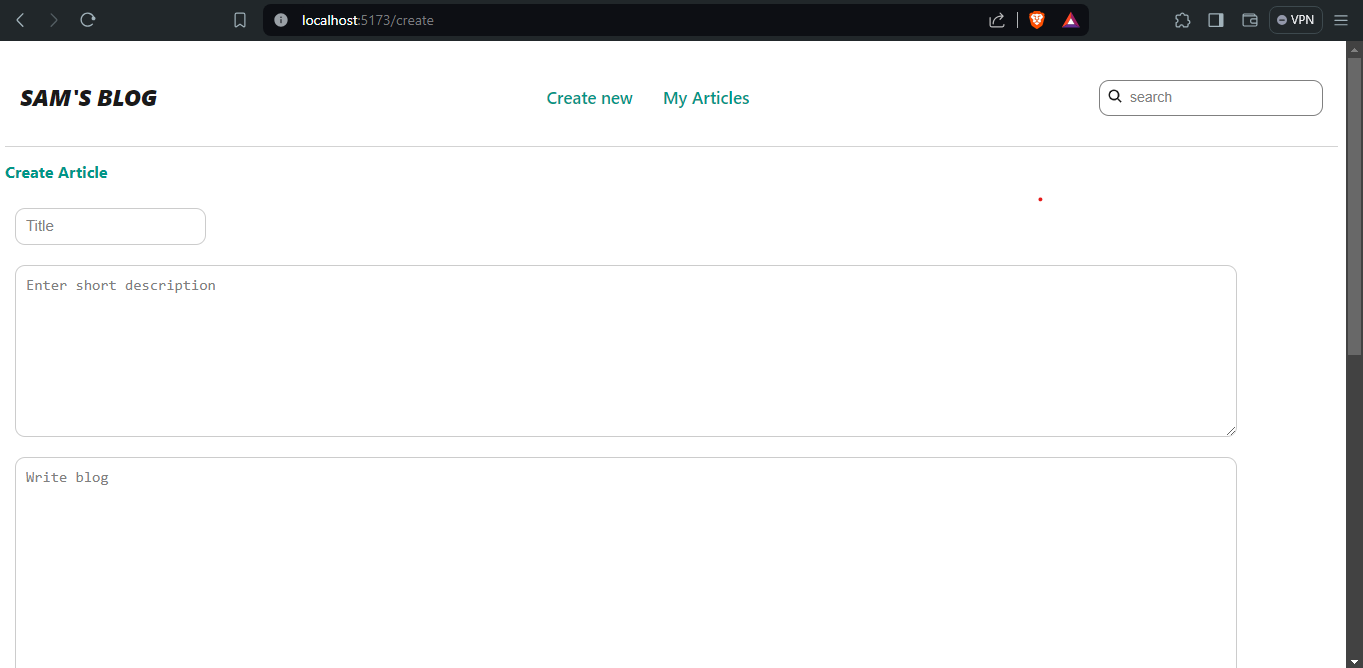 localhost:5173/create
VPN
SAM'S BLOG
Create new
My Articles
search
Create Article
Title
Enter short description
Write blog